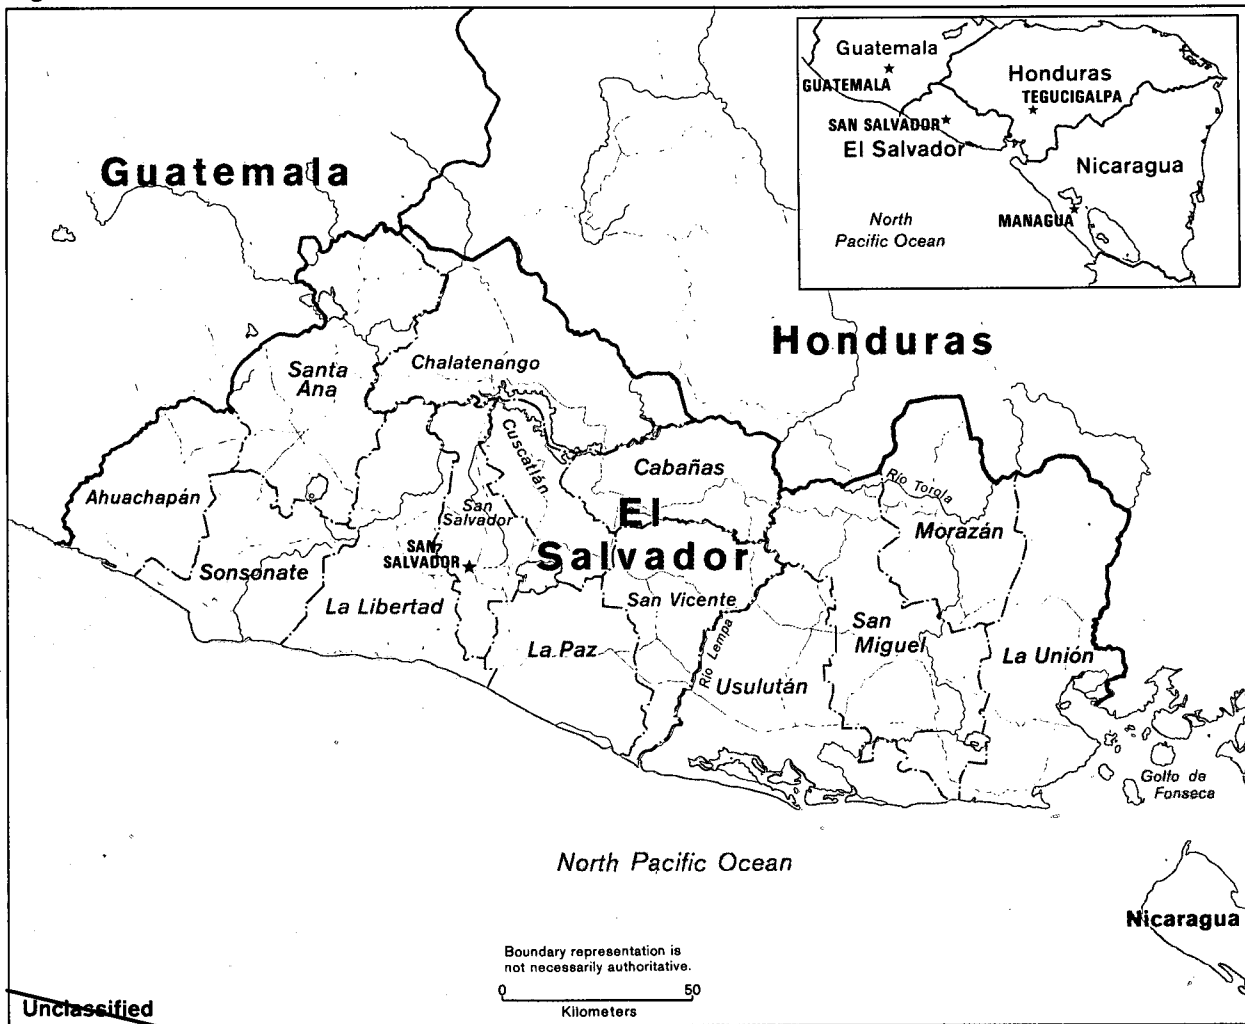 Guatemala
GUATEMALA
Honduras
TEGUCIGALPA
SAN SALVADOR
El Salvador
Nicaragua
MANAGUA
North
Pacific Ocean
Guatemala
Honduras
Santa
Ana
Chalatenango
Cuscatlán
Cabañas
Ahuachapán
San
Salvador
SAN
SALVADOR
El
Salvador
Río Torola
Morazán
Sonsonate
La Libertad
San Vicente
La Paz
Río Lempa
Usulután
San
Miguel
La Unión
Golfo de
Fonseca
North Pacific Ocean
Nicaragua
Boundary representation is
not necessarily authoritative.
0 50
Kilometers
Unclassified